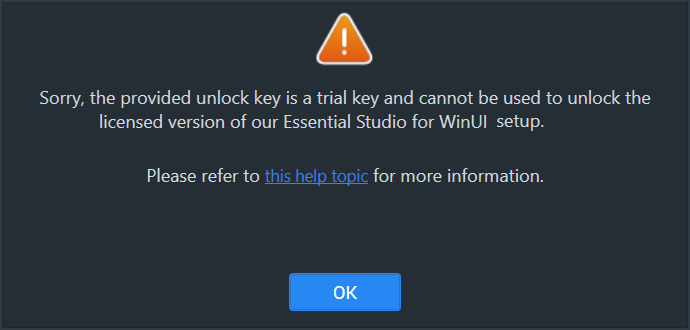 Sorry, the provided unlock key is a trial key and cannot be used to unlock the
licensed version of our Essential Studio for WinUI setup.
Please refer to this help topic for more information.
OK